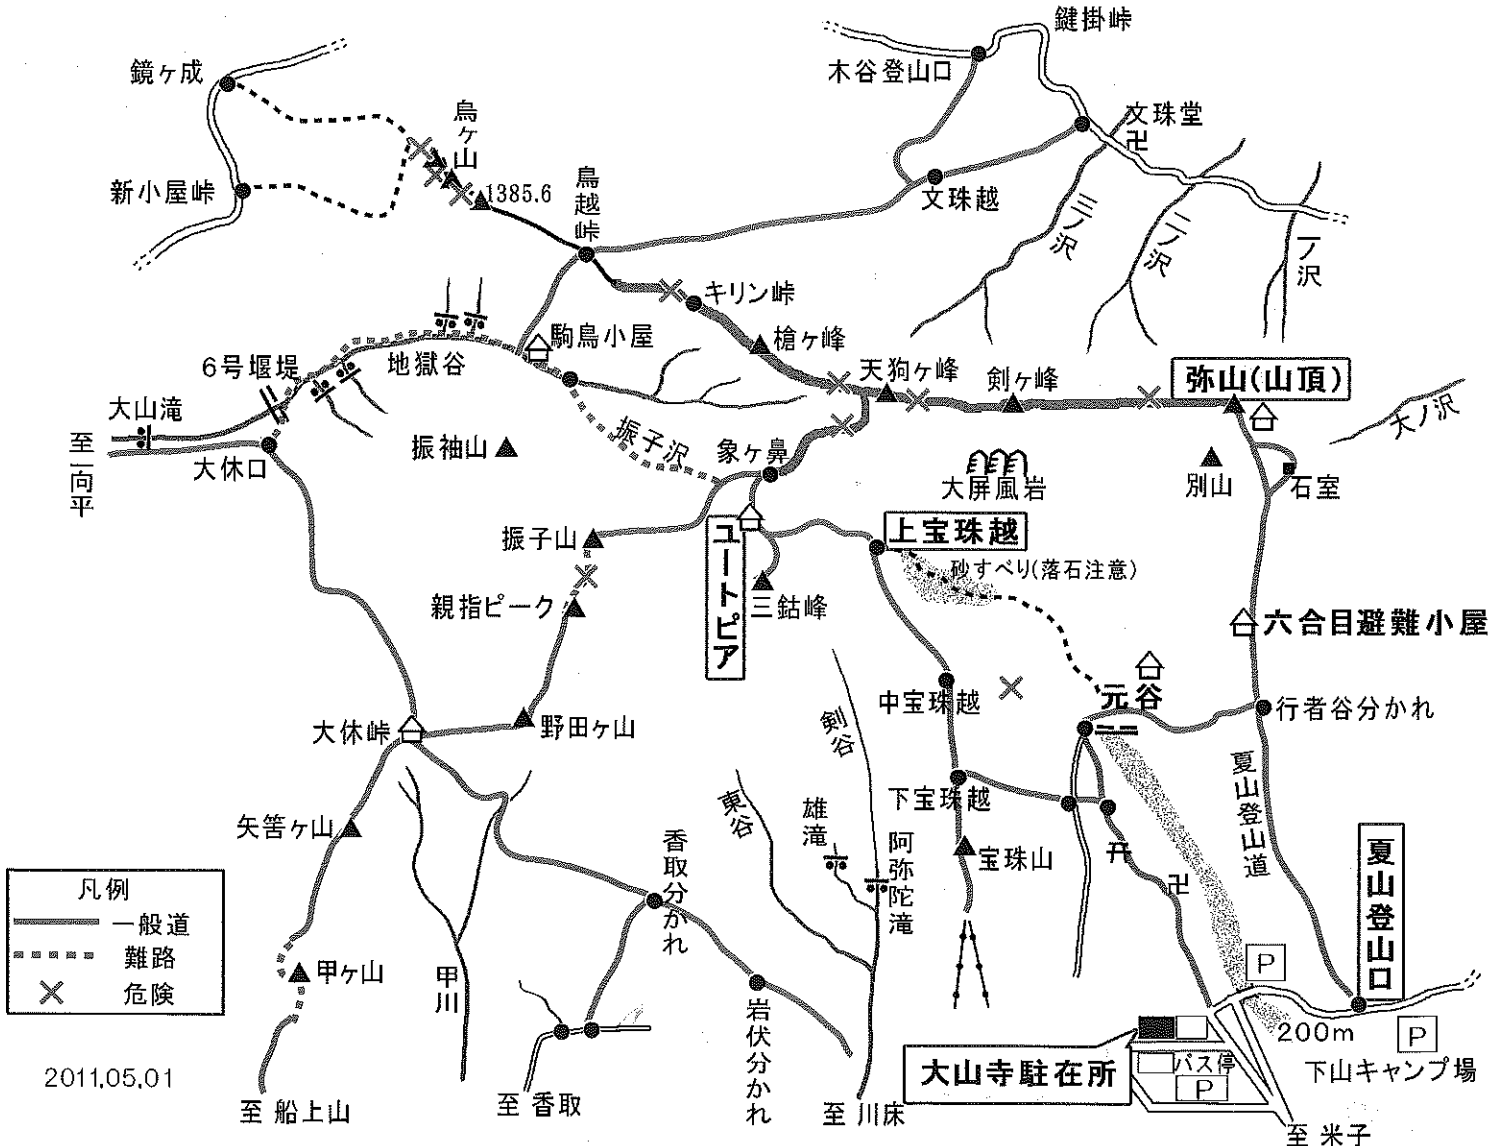 鍵掛峠
鏡ヶ成
木谷登山口
烏ヶ山
文珠堂
卍
新小屋峠
1385.6
鳥越峠
文珠越
三ノ沢
二ノ沢
一ノ沢
キリン峠
駒鳥小屋
槍ヶ峰
6号堰堤
地獄谷
天狗ヶ峰
剣ヶ峰
弥山(山頂)
大山滝
至一向平
大休口
振袖山
振子沢
象ヶ鼻
大屏風岩
別山
石室
大ノ沢
振子山
ユートピア
上宝珠越
砂すべり(落石注意)
親指ピーク
三鈷峰
六合目避難小屋
元谷
中宝珠越
行者谷分かれ
大休峠
野田ヶ山
剣谷
下宝珠越
夏山登山道
矢筈ヶ山
東谷
雄滝
阿弥陀滝
宝珠山
卍
夏山登山口
香取分かれ
凡例
一般道
難路
危険
甲ヶ山
甲川
岩伏分かれ
P
200m
P
下山キャンプ場
大山寺駐在所
バス停
P
2011.05.01
至 船上山
至 香取
至 川床
至 米子